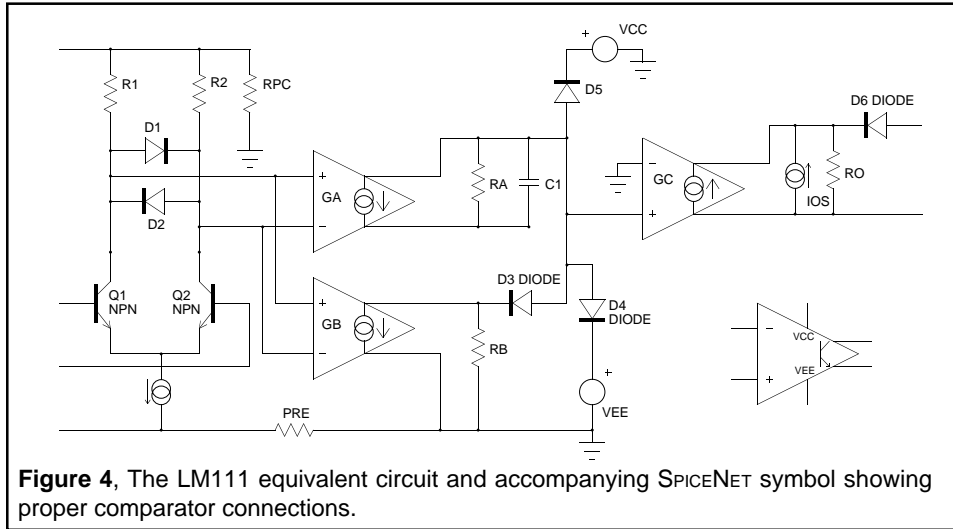 VCC
R1
R2
RPC
D5
D6 DIODE
D1
GA
RA
C1
GC
RO
IOS
D2
D3 DIODE
D4
DIODE
Q1
NPN
Q2
NPN
GB
RB
VCC
VEE
VEE
PRE
Figure 4, The LM111 equivalent circuit and accompanying SPICENET symbol showing
proper comparator connections.